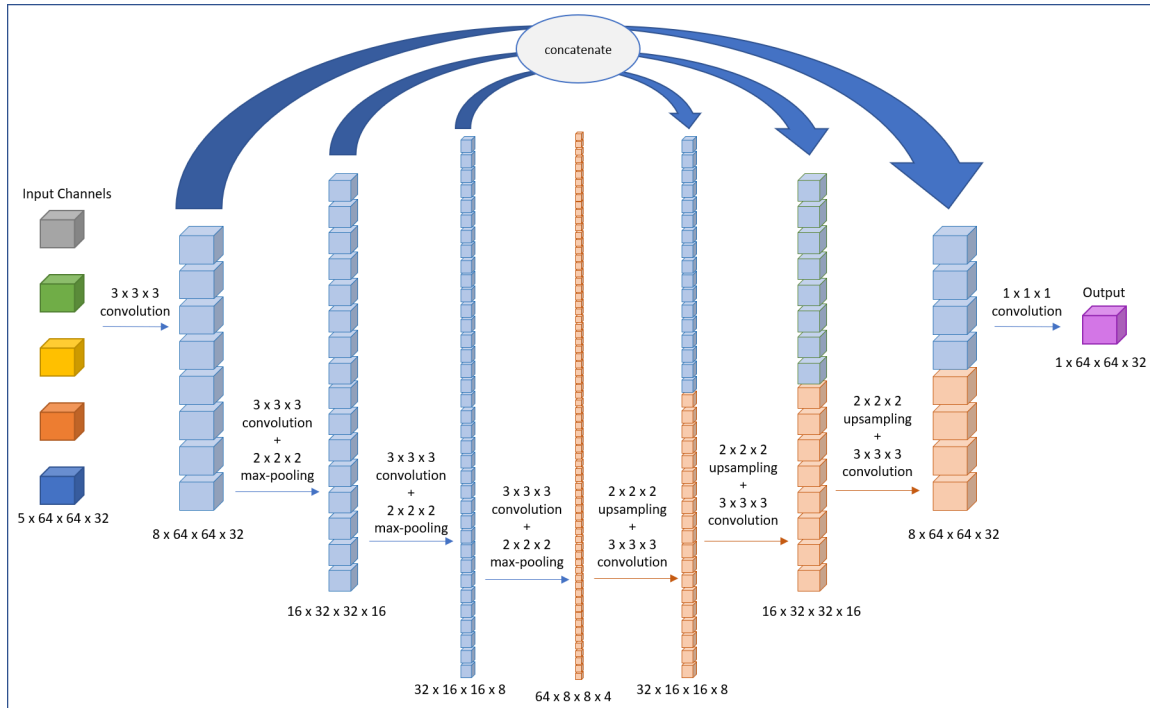 concatenate
Input Channels
5 x 64 x 64 x 32
3 x 3 x 3
convolution
8 x 64 x 64 x 32
3 x 3 x 3
convolution
+
2 x 2 x 2
max-pooling
16 x 32 x 32 x 16
3 x 3 x 3
convolution
+
2 x 2 x 2
max-pooling
32 x 16 x 16 x 8
3 x 3 x 3
convolution
+
2 x 2 x 2
max-pooling
64 x 8 x 8 x 4
2 x 2 x 2
upsampling
+
3 x 3 x 3
convolution
32 x 16 x 16 x 8
2 x 2 x 2
upsampling
+
3 x 3 x 3
convolution
16 x 32 x 32 x 16
2 x 2 x 2
upsampling
+
3 x 3 x 3
convolution
8 x 64 x 64 x 32
1 x 1 x 1
convolution
Output
1 x 64 x 64 x 32